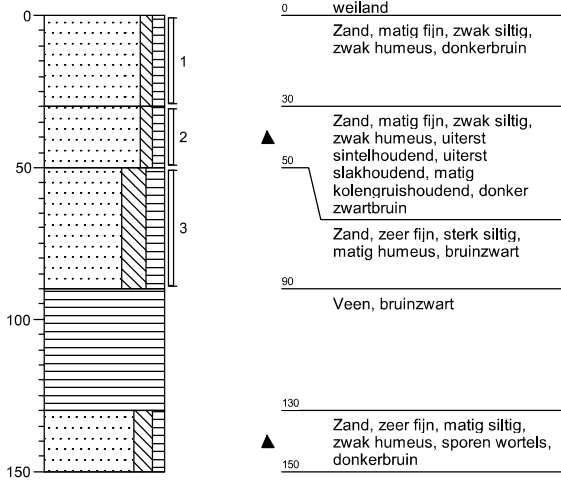 0
50
100
150
1
2
3
0
weiland
Zand, matig fijn, zwak siltig,
zwak humeus, donkerbruin
30
Zand, matig fijn, zwak siltig,
zwak humeus, uiterst
sintelhoudend, uiterst
slakhoudend, matig
kolengruishoudend, donker
zwartbruin
50
Zand, zeer fijn, sterk siltig,
matig humeus, bruinzwart
90
Veen, bruinzwart
130
Zand, zeer fijn, matig siltig,
zwak humeus, sporen wortels,
donkerbruin
150